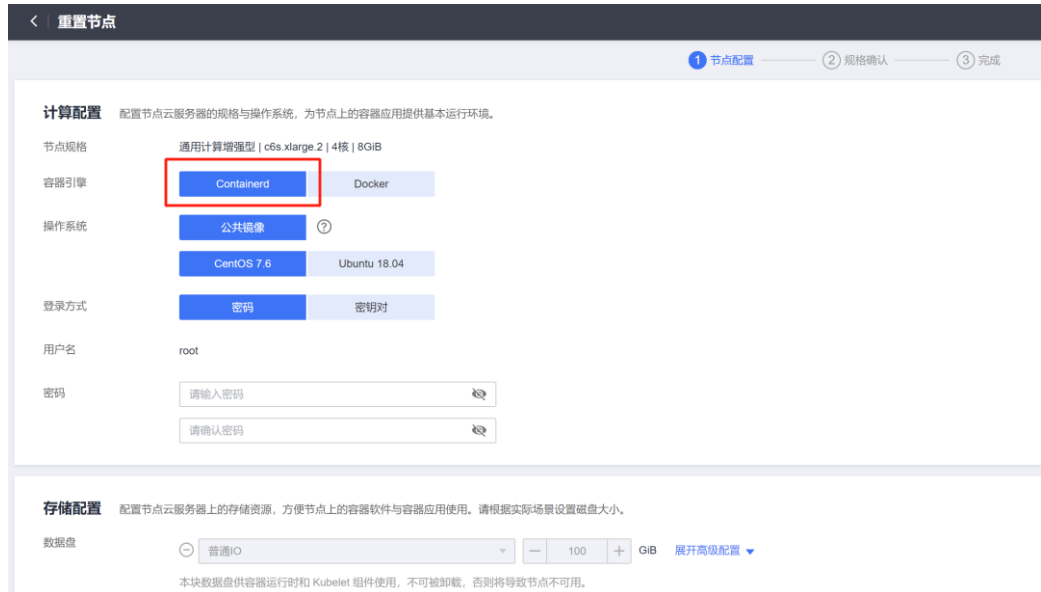 重置节点
1 节点配置 2 规格确认 3 完成
计算配置 配置节点云服务器的规格与操作系统，为节点上的容器应用提供基本运行环境。
节点规格 通用计算增强型 | c6s.xlarge.2 | 4核 | 8GiB
容器引擎 Containerd Docker
操作系统 公共镜像 ?
CentOS 7.6 Ubuntu 18.04
登录方式 密码 密钥对
用户名 root
密码 请输入密码
请确认密码
存储配置 配置节点云服务器上的存储资源，方便节点上的容器软件与容器应用使用。请根据实际场景设置磁盘大小。
数据盘 普通IO — 100 + GiB 展开高级配置
本块数据盘供容器运行时和 Kubelet 组件使用，不可被卸载，否则将导致节点不可用。